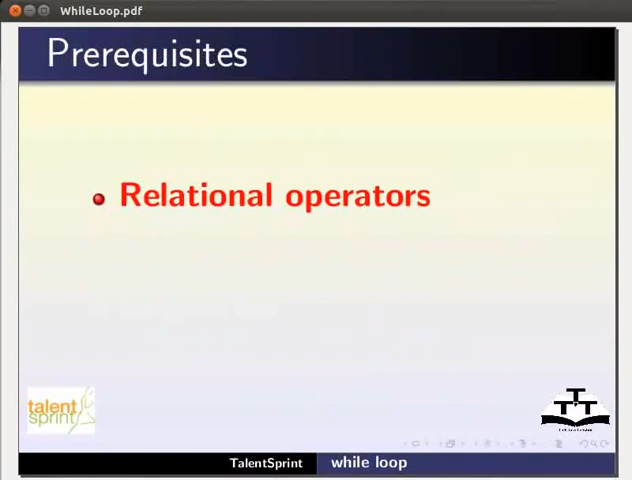 WhileLoop.pdf
Prerequisites
Relational operators
talent
sprint
TalentSprint
while loop